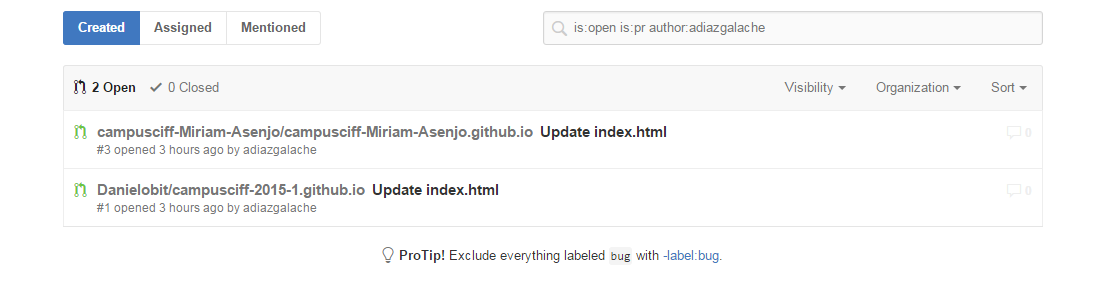 Created Assigned Mentioned is:open is:pr author:adiazgalache
2 Open 0 Closed Visibility Organization Sort
campusciff-Miriam-Asenjo/campusciff-Miriam-Asenjo.github.io Update index.html 0
#3 opened 3 hours ago by adiazgalache
Danielobit/campusciff-2015-1.github.io Update index.html 0
#1 opened 3 hours ago by adiazgalache
ProTip! Exclude everything labeled bug with -label:bug.